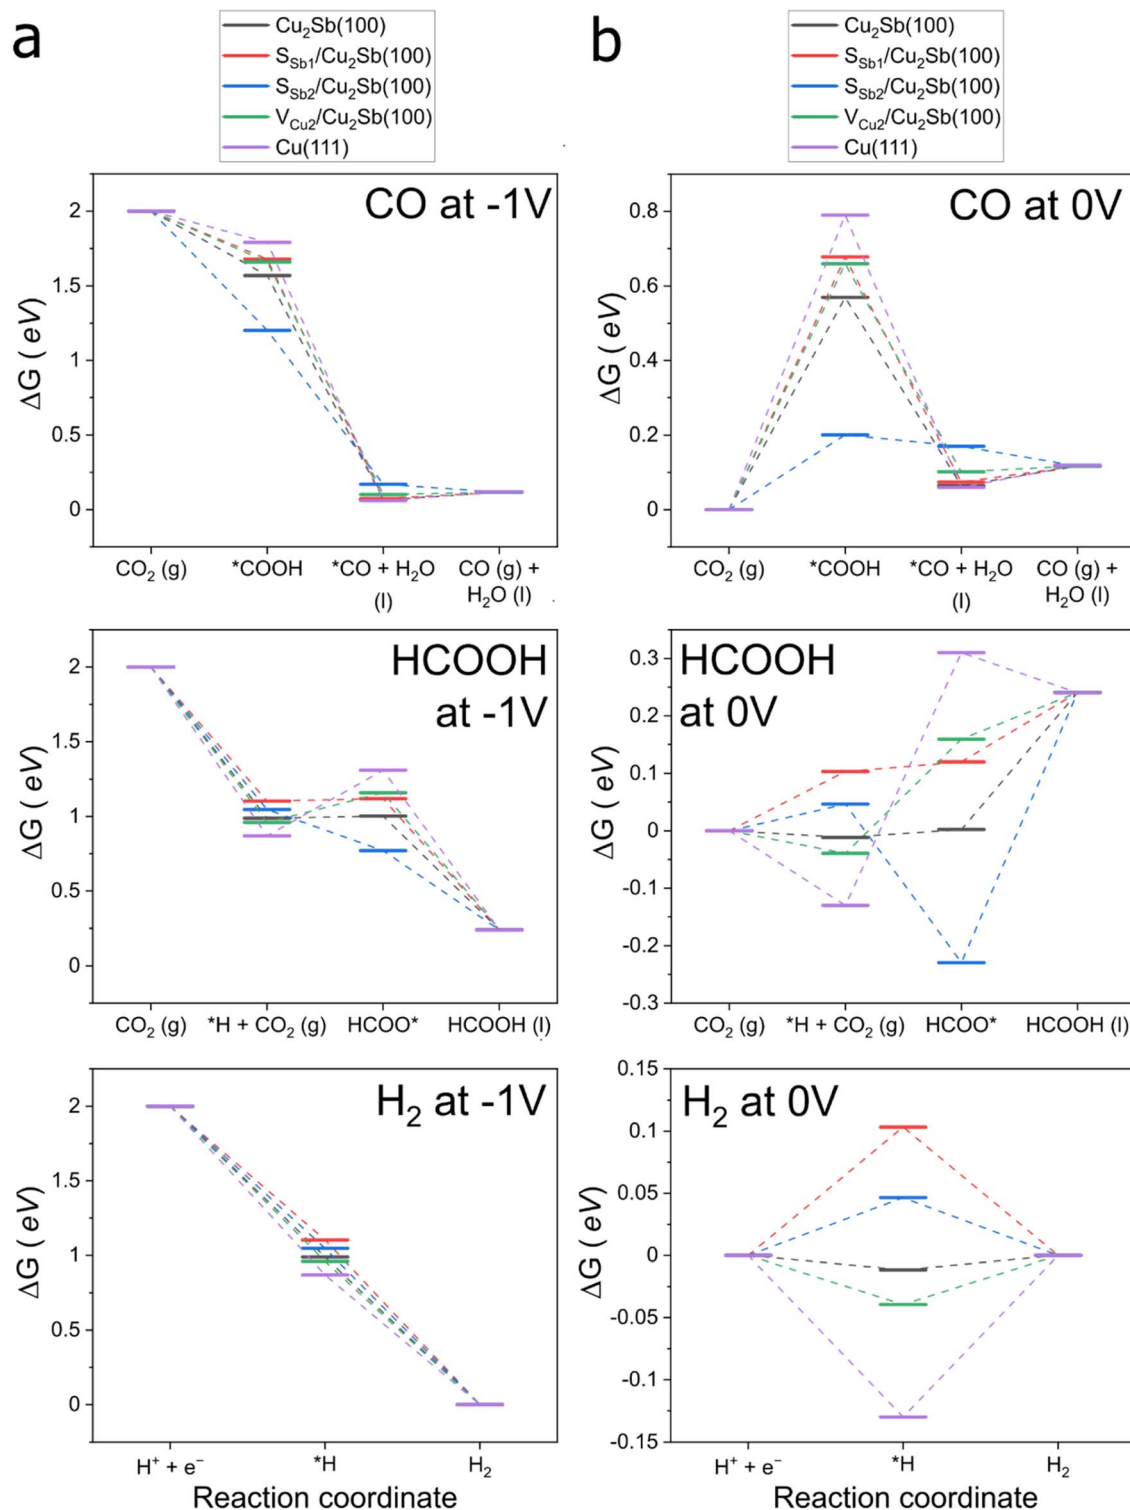 a
Cu₂Sb(100)
S_Sb1/Cu₂Sb(100)
S_Sb2/Cu₂Sb(100)
V_Cu2/Cu₂Sb(100)
Cu(111)
CO at -1V
2
1.5
1
0.5
0
ΔG ( eV)
CO₂ (g)
*COOH
*CO + H₂O
(l)
CO (g) +
H₂O (l)
HCOOH
at -1V
2
1.5
1
0.5
0
ΔG ( eV)
CO₂ (g)
*H + CO₂ (g)
HCOO*
HCOOH (l)
H₂ at -1V
2
1.5
1
0.5
0
ΔG ( eV)
H⁺ + e⁻
*H
H₂
Reaction coordinate
b
Cu₂Sb(100)
S_Sb1/Cu₂Sb(100)
S_Sb2/Cu₂Sb(100)
V_Cu2/Cu₂Sb(100)
Cu(111)
CO at 0V
0.8
0.6
0.4
0.2
0
ΔG ( eV)
CO₂ (g)
*COOH
*CO + H₂O
(l)
CO (g) +
H₂O (l)
HCOOH
at 0V
0.3
0.2
0.1
0
-0.1
-0.2
-0.3
ΔG ( eV)
CO₂ (g)
*H + CO₂ (g)
HCOO*
HCOOH (l)
H₂ at 0V
0.15
0.1
0.05
0
-0.05
-0.1
-0.15
ΔG ( eV)
H⁺ + e⁻
*H
H₂
Reaction coordinate